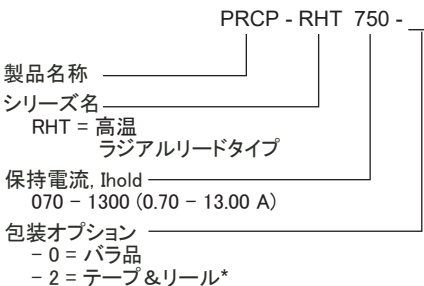 PRCP - RHT 750 - _
製品名称
シリーズ名
RHT = 高温
ラジアルリードタイプ
保持電流, Ihold
070 - 1300 (0.70 - 13.00 A)
包装オプション
- 0 = バラ品
- 2 = テープ＆リール*